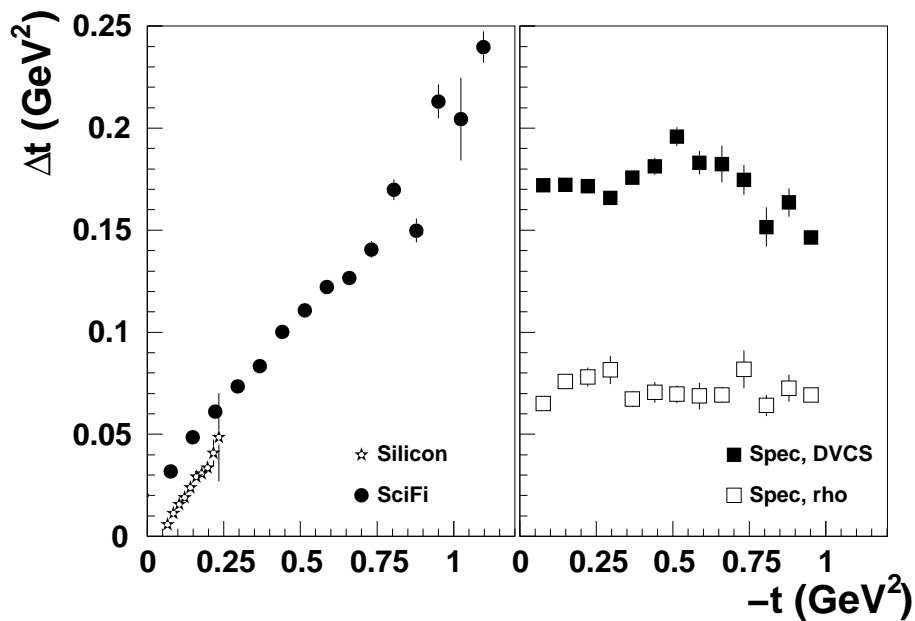 Δt (GeV²)
0.25
0.2
0.15
0.1
0.05
0
Silicon
SciFi
Spec, DVCS
Spec, rho
0 0.25 0.5 0.75 1
0 0.25 0.5 0.75 1
–t (GeV²)